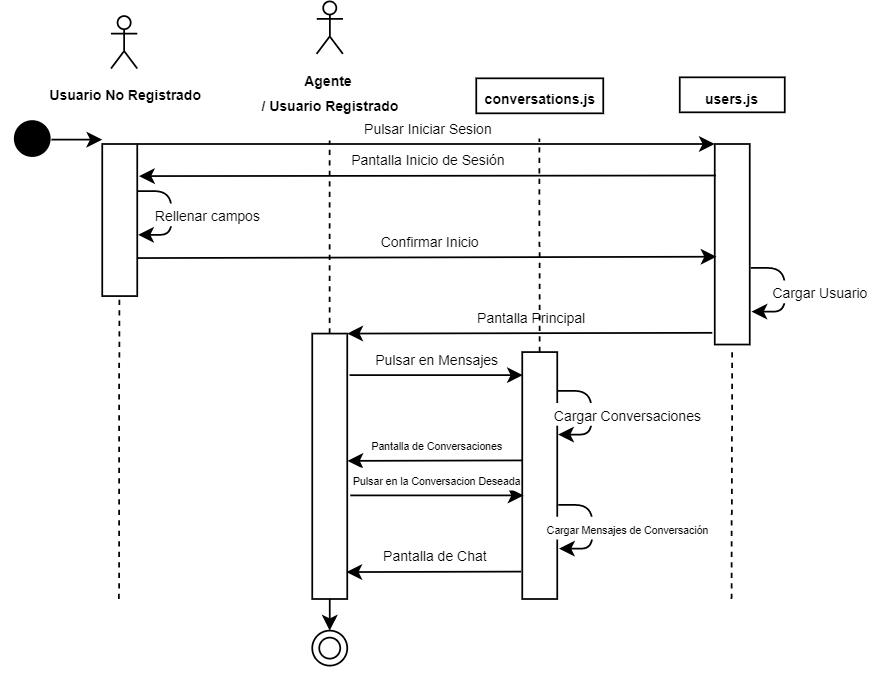 Usuario No Registrado
Agente
/ Usuario Registrado
conversations.js
users.js
Pulsar Iniciar Sesion
Pantalla Inicio de Sesión
Rellenar campos
Confirmar Inicio
Cargar Usuario
Pantalla Principal
Pulsar en Mensajes
Cargar Conversaciones
Pantalla de Conversaciones
Pulsar en la Conversacion Deseada
Cargar Mensajes de Conversación
Pantalla de Chat